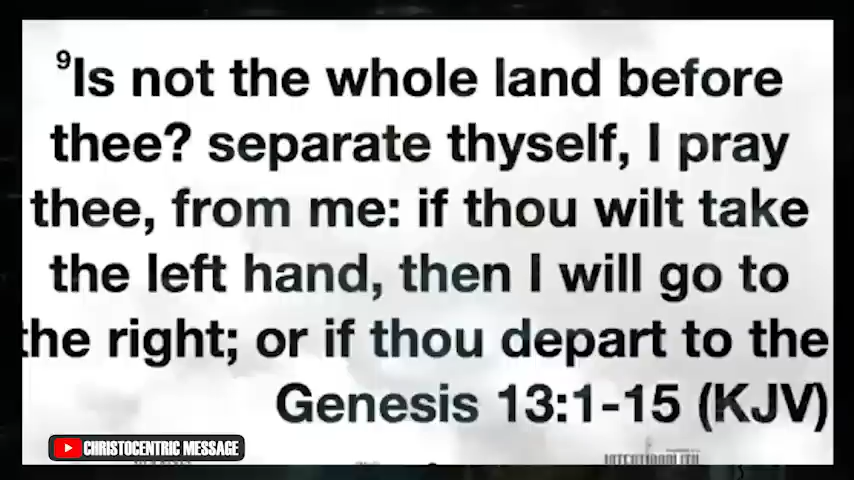 ⁹Is not the whole land before
thee? separate thyself, I pray
thee, from me: if thou wilt take
the left hand, then I will go to
the right; or if thou depart to the
Genesis 13:1-15 (KJV)
CHRISTOCENTRIC MESSAGE